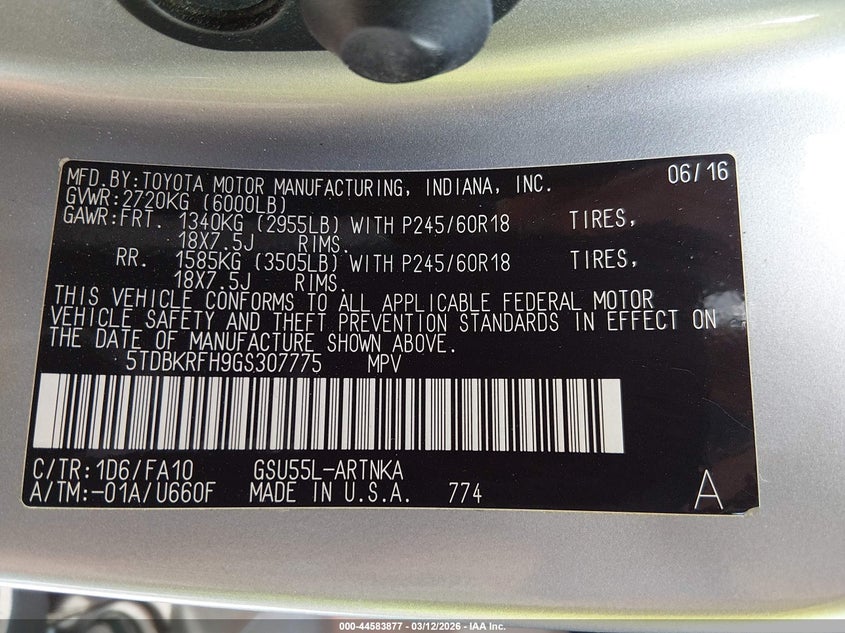 MFD.BY:TOYOTA MOTOR MANUFACTURING, INDIANA, INC. 06/16
GVWR:2720KG (6000LB)
GAWR:FRT. 1340KG (2955LB) WITH P245/60R18 TIRES,
18X7.5J RIMS.
RR. 1585KG (3505LB) WITH P245/60R18 TIRES,
18X7.5J RIMS.
THIS VEHICLE CONFORMS TO ALL APPLICABLE FEDERAL MOTOR
VEHICLE SAFETY AND THEFT PREVENTION STANDARDS IN EFFECT ON
THE DATE OF MANUFACTURE SHOWN ABOVE.
5TDBKRFH9GS307775 MPV
C/TR:1D6/FA10 GSU55L-ARTNKA
A/TM:-01A/U660F MADE IN U.S.A. 774 A
000-44583877 - 03/12/2026 - IAA Inc.